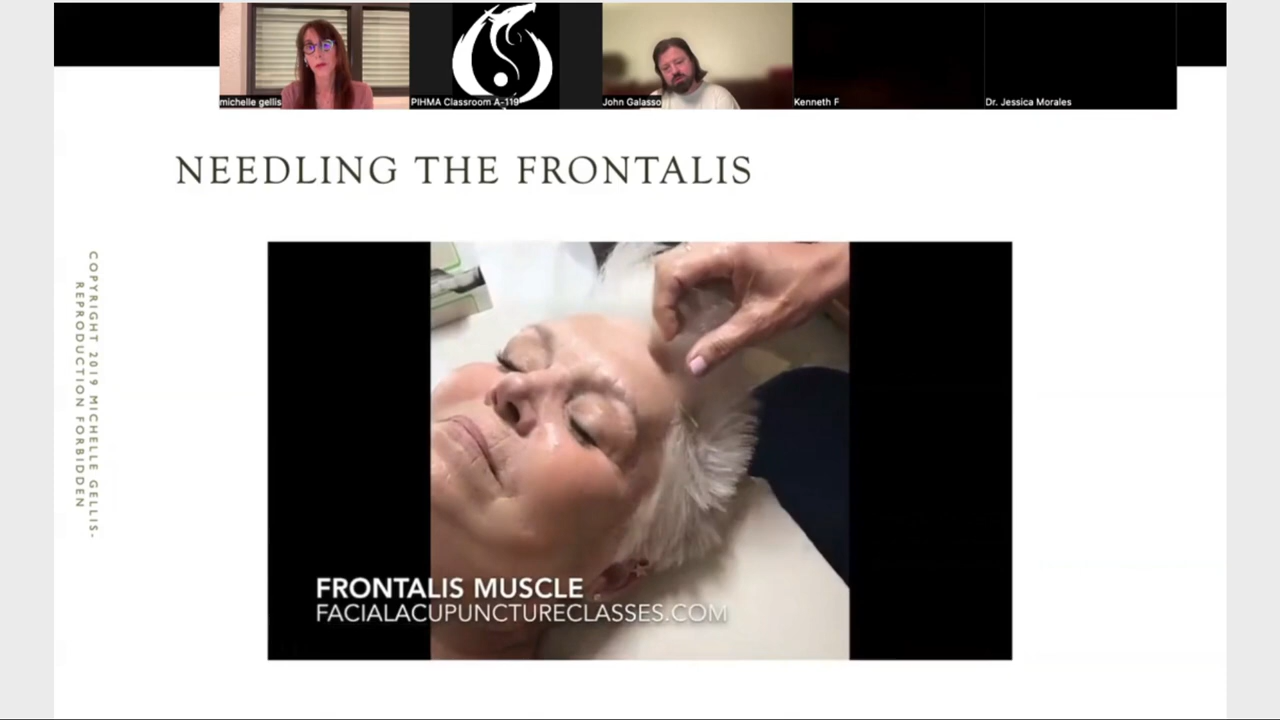 michelle gellis
PIHMA Classroom A-119
John Galasso
Kenneth F
Dr. Jessica Morales
NEEDLING THE FRONTALIS
COPYRIGHT 2019 MICHELLE GELLIS-
REPRODUCTION FORBIDDEN
FRONTALIS MUSCLE
FACIALACUPUNCTURECLASSES.COM